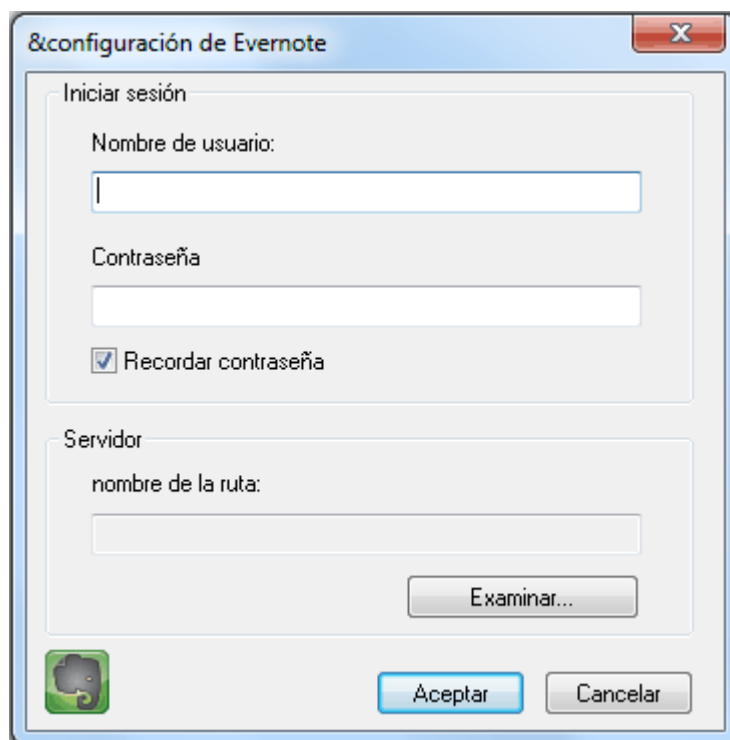 &configuración de Evernote
Iniciar sesión
Nombre de usuario:
Contraseña
Recordar contraseña
Servidor
nombre de la ruta:
Examinar...
Aceptar
Cancelar